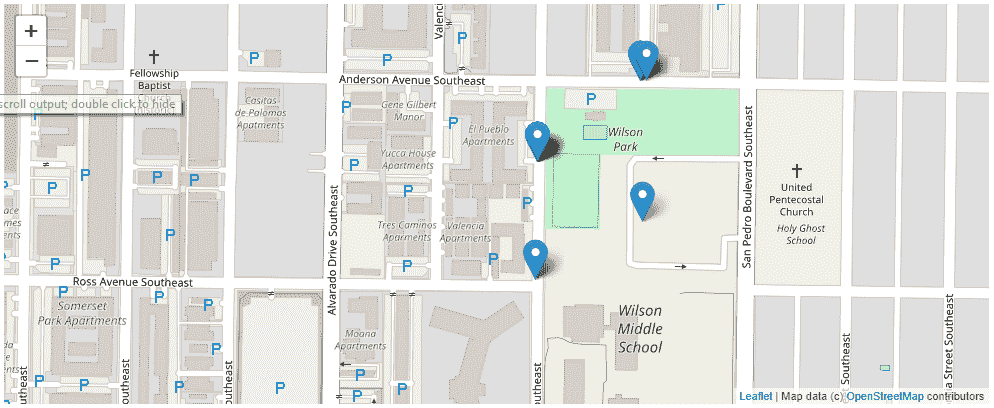 +
−
Valencia
P
P
P
P
Fellowship
Baptist
Anderson Avenue Southeast
scroll output; double click to hide
Casitas
de Palomas
Apartments
P
Gene Gilbert
Manor
P
P
P
El Pueblo
Apartments
Wilson
Park
Yucca House
Apartments
P
P
P
P
P
P
P
San Pedro Boulevard Southeast
United
Pentecostal
Church
Holy Ghost
School
Alvarado Drive Southeast
Tres Caminos
Apartments
Valencia
Apartments
P
P
P
P
Ross Avenue Southeast
P
P
P
Somerset
Park Apartments
Wilson
Middle
School
Moana
Apartments
P
P
P
P
P
P
P
Southeast
Leaflet | Map data (c) OpenStreetMap contributors